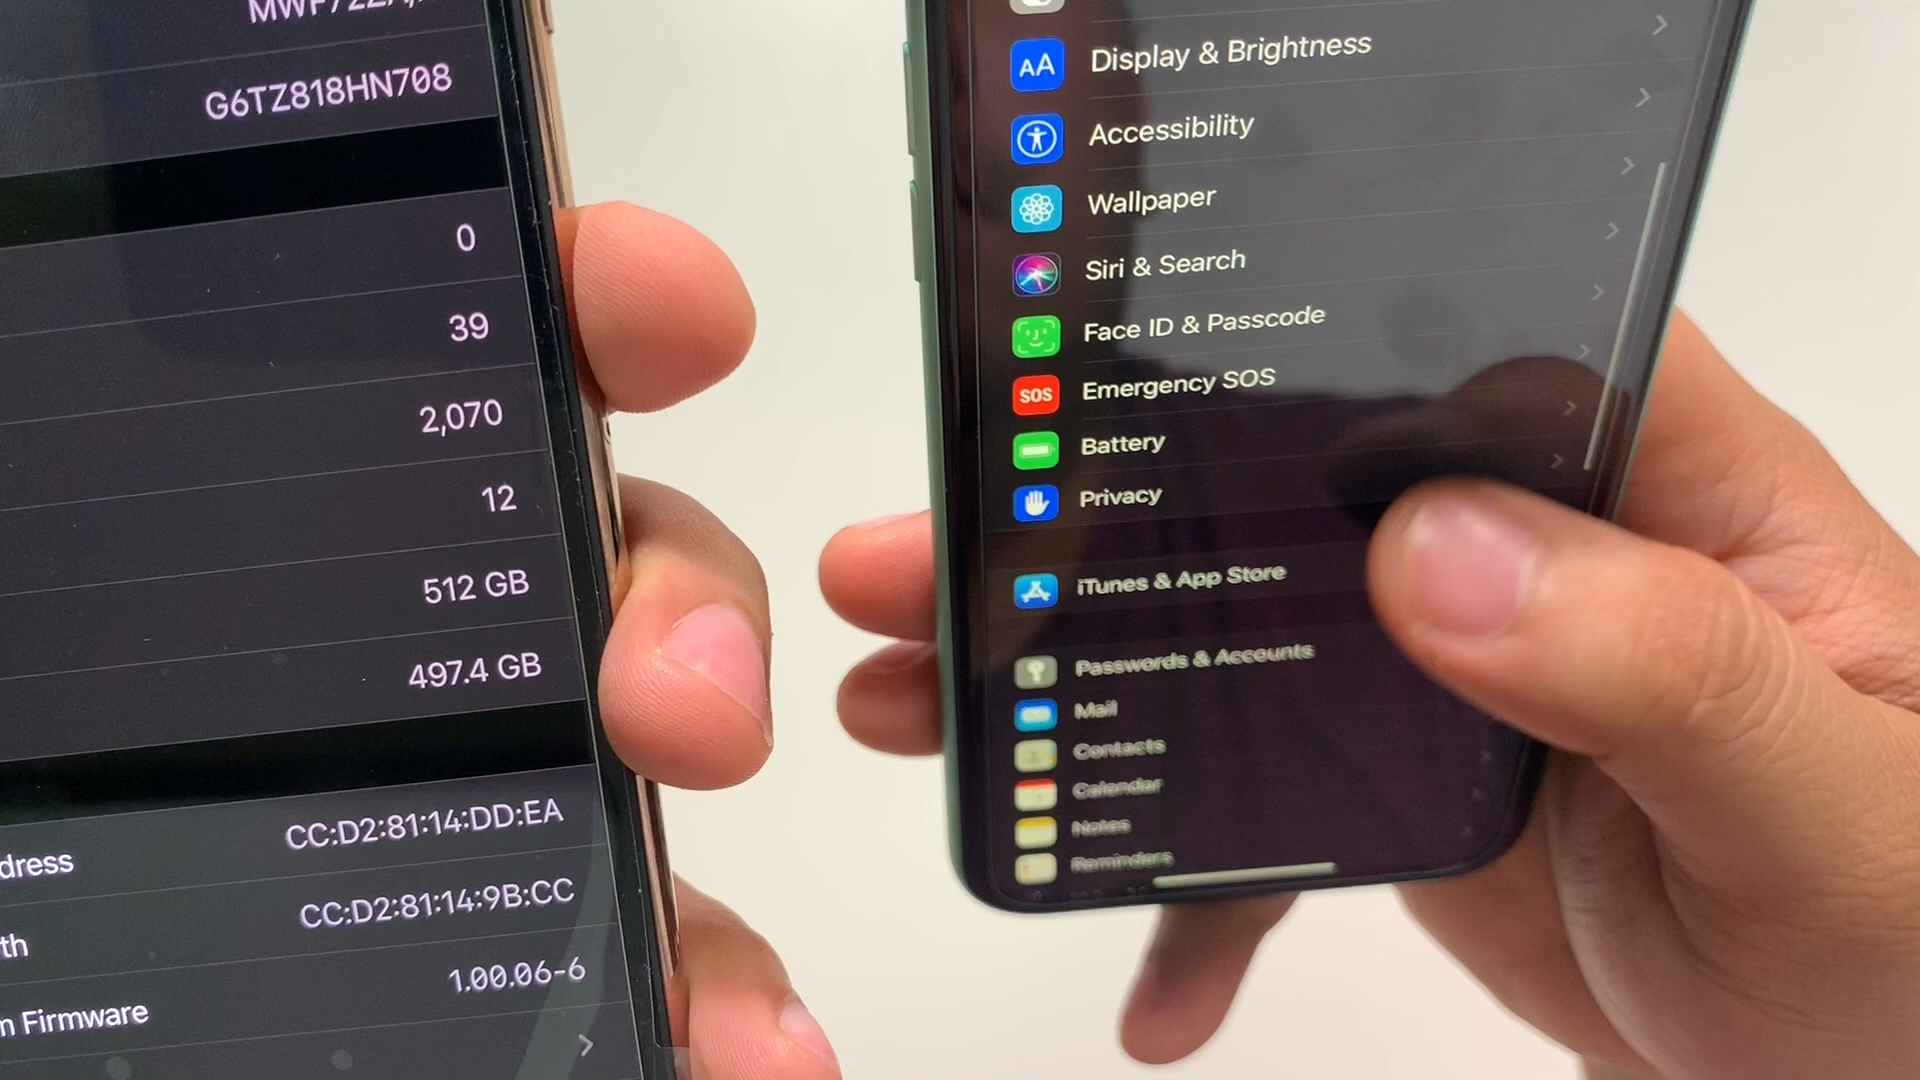 G6TZ818HN708
0
39
2,070
12
512 GB
497.4 GB
dress CC:D2:81:14:DD:EA
th CC:D2:81:14:9B:CC
Firmware 1.00.06-6
AA Display & Brightness
Accessibility
Wallpaper
Siri & Search
Face ID & Passcode
SOS Emergency SOS
Battery
Privacy
iTunes & App Store
Passwords & Accounts
Mail
Contacts
Calendar
Notes
Reminders